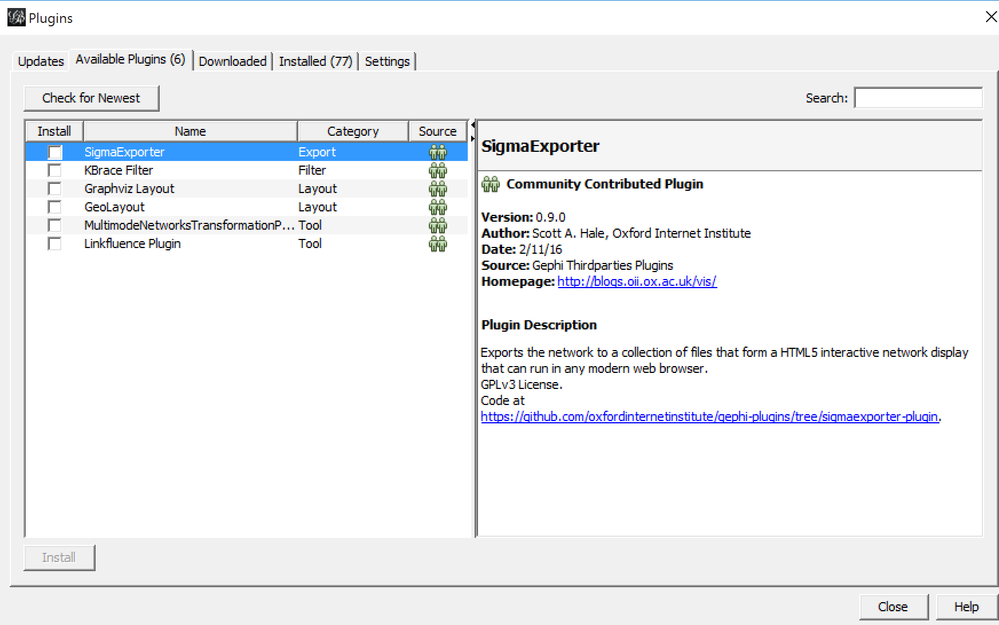 Plugins
Updates
Available Plugins (6)
Downloaded
Installed (77)
Settings
Check for Newest
Search:
Install Name Category Source
SigmaExporter Export
KBrace Filter Filter
Graphviz Layout Layout
GeoLayout Layout
MultimodeNetworksTransformationP... Tool
Linkfluence Plugin Tool
Install
SigmaExporter
Community Contributed Plugin
Version: 0.9.0
Author: Scott A. Hale, Oxford Internet Institute
Date: 2/11/16
Source: Gephi Thirdparties Plugins
Homepage: http://blogs.oii.ox.ac.uk/vis/
Plugin Description
Exports the network to a collection of files that form a HTML5 interactive network display
that can run in any modern web browser.
GPLv3 License.
Code at
https://github.com/oxfordinternetinstitute/gephi-plugins/tree/sigmaexporter-plugin.
Close
Help